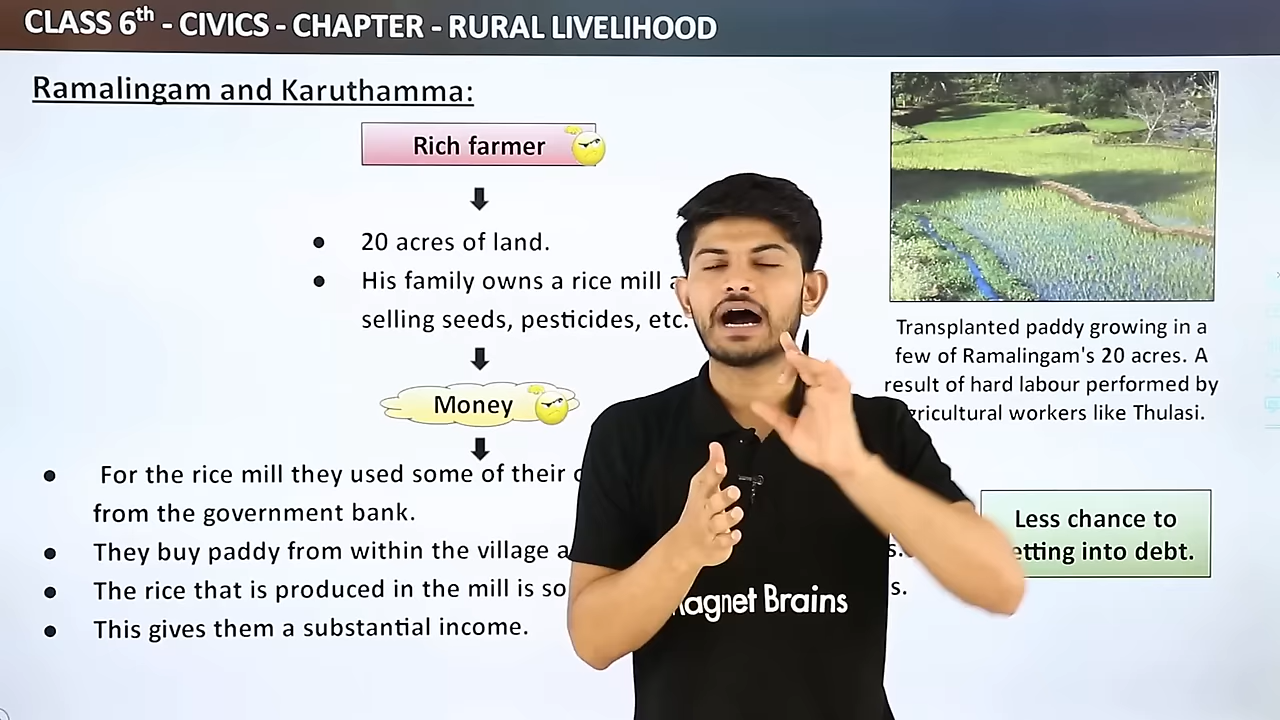 CLASS 6th - CIVICS - CHAPTER - RURAL LIVELIHOOD
Ramalingam and Karuthamma:
Rich farmer
● 20 acres of land.
● His family owns a rice mill
selling seeds, pesticides, etc.
Money
● For the rice mill they used some of their
from the government bank.
● They buy paddy from within the village
● The rice that is produced in the mill is
● This gives them a substantial income.
Transplanted paddy growing in a
few of Ramalingam's 20 acres. A
result of hard labour performed by
agricultural workers like Thulasi.
Less chance to
getting into debt.
Magnet Brains